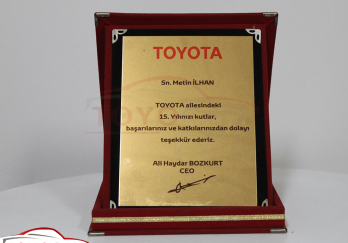 TOYOTA
Sn. Metin İLHAN
TOYOTA ailesindeki
15. Yılınızı kutlar,
başarılarınız ve katkılarınızdan dolayı
teşekkür ederiz.
Ali Haydar BOZKURT
CEO